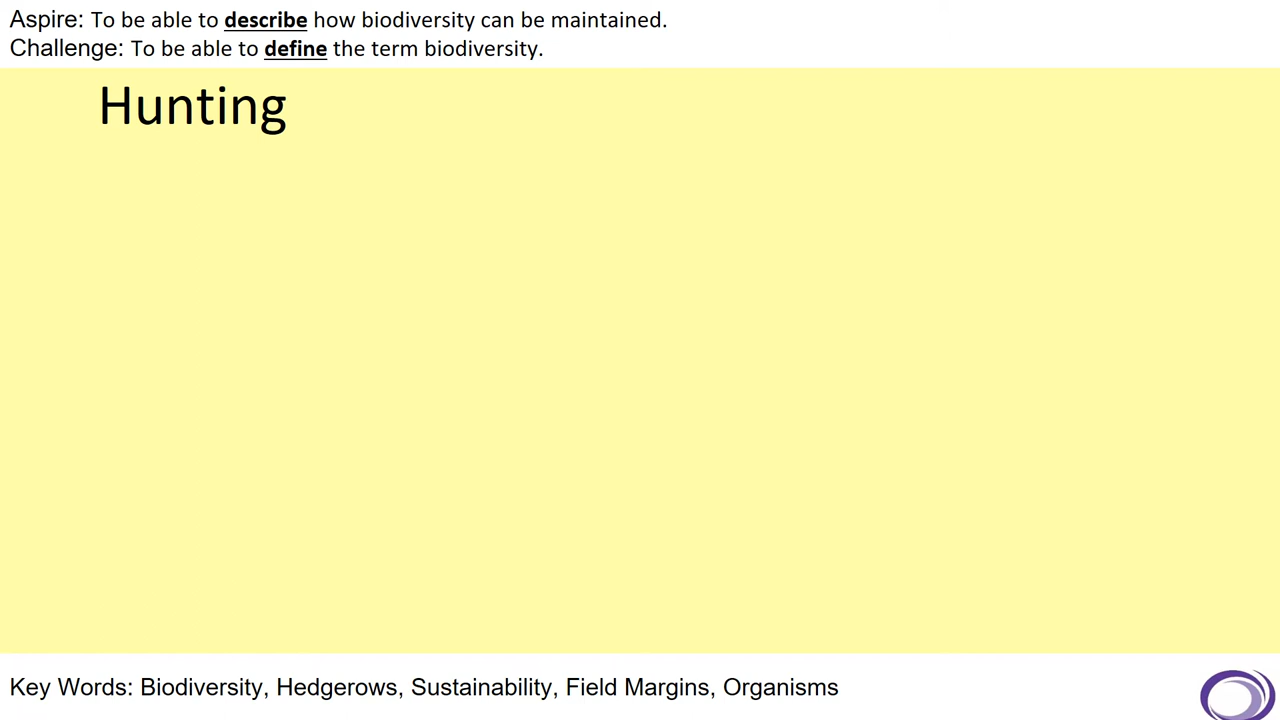 Aspire: To be able to describe how biodiversity can be maintained.
Challenge: To be able to define the term biodiversity.
Hunting
Key Words: Biodiversity, Hedgerows, Sustainability, Field Margins, Organisms